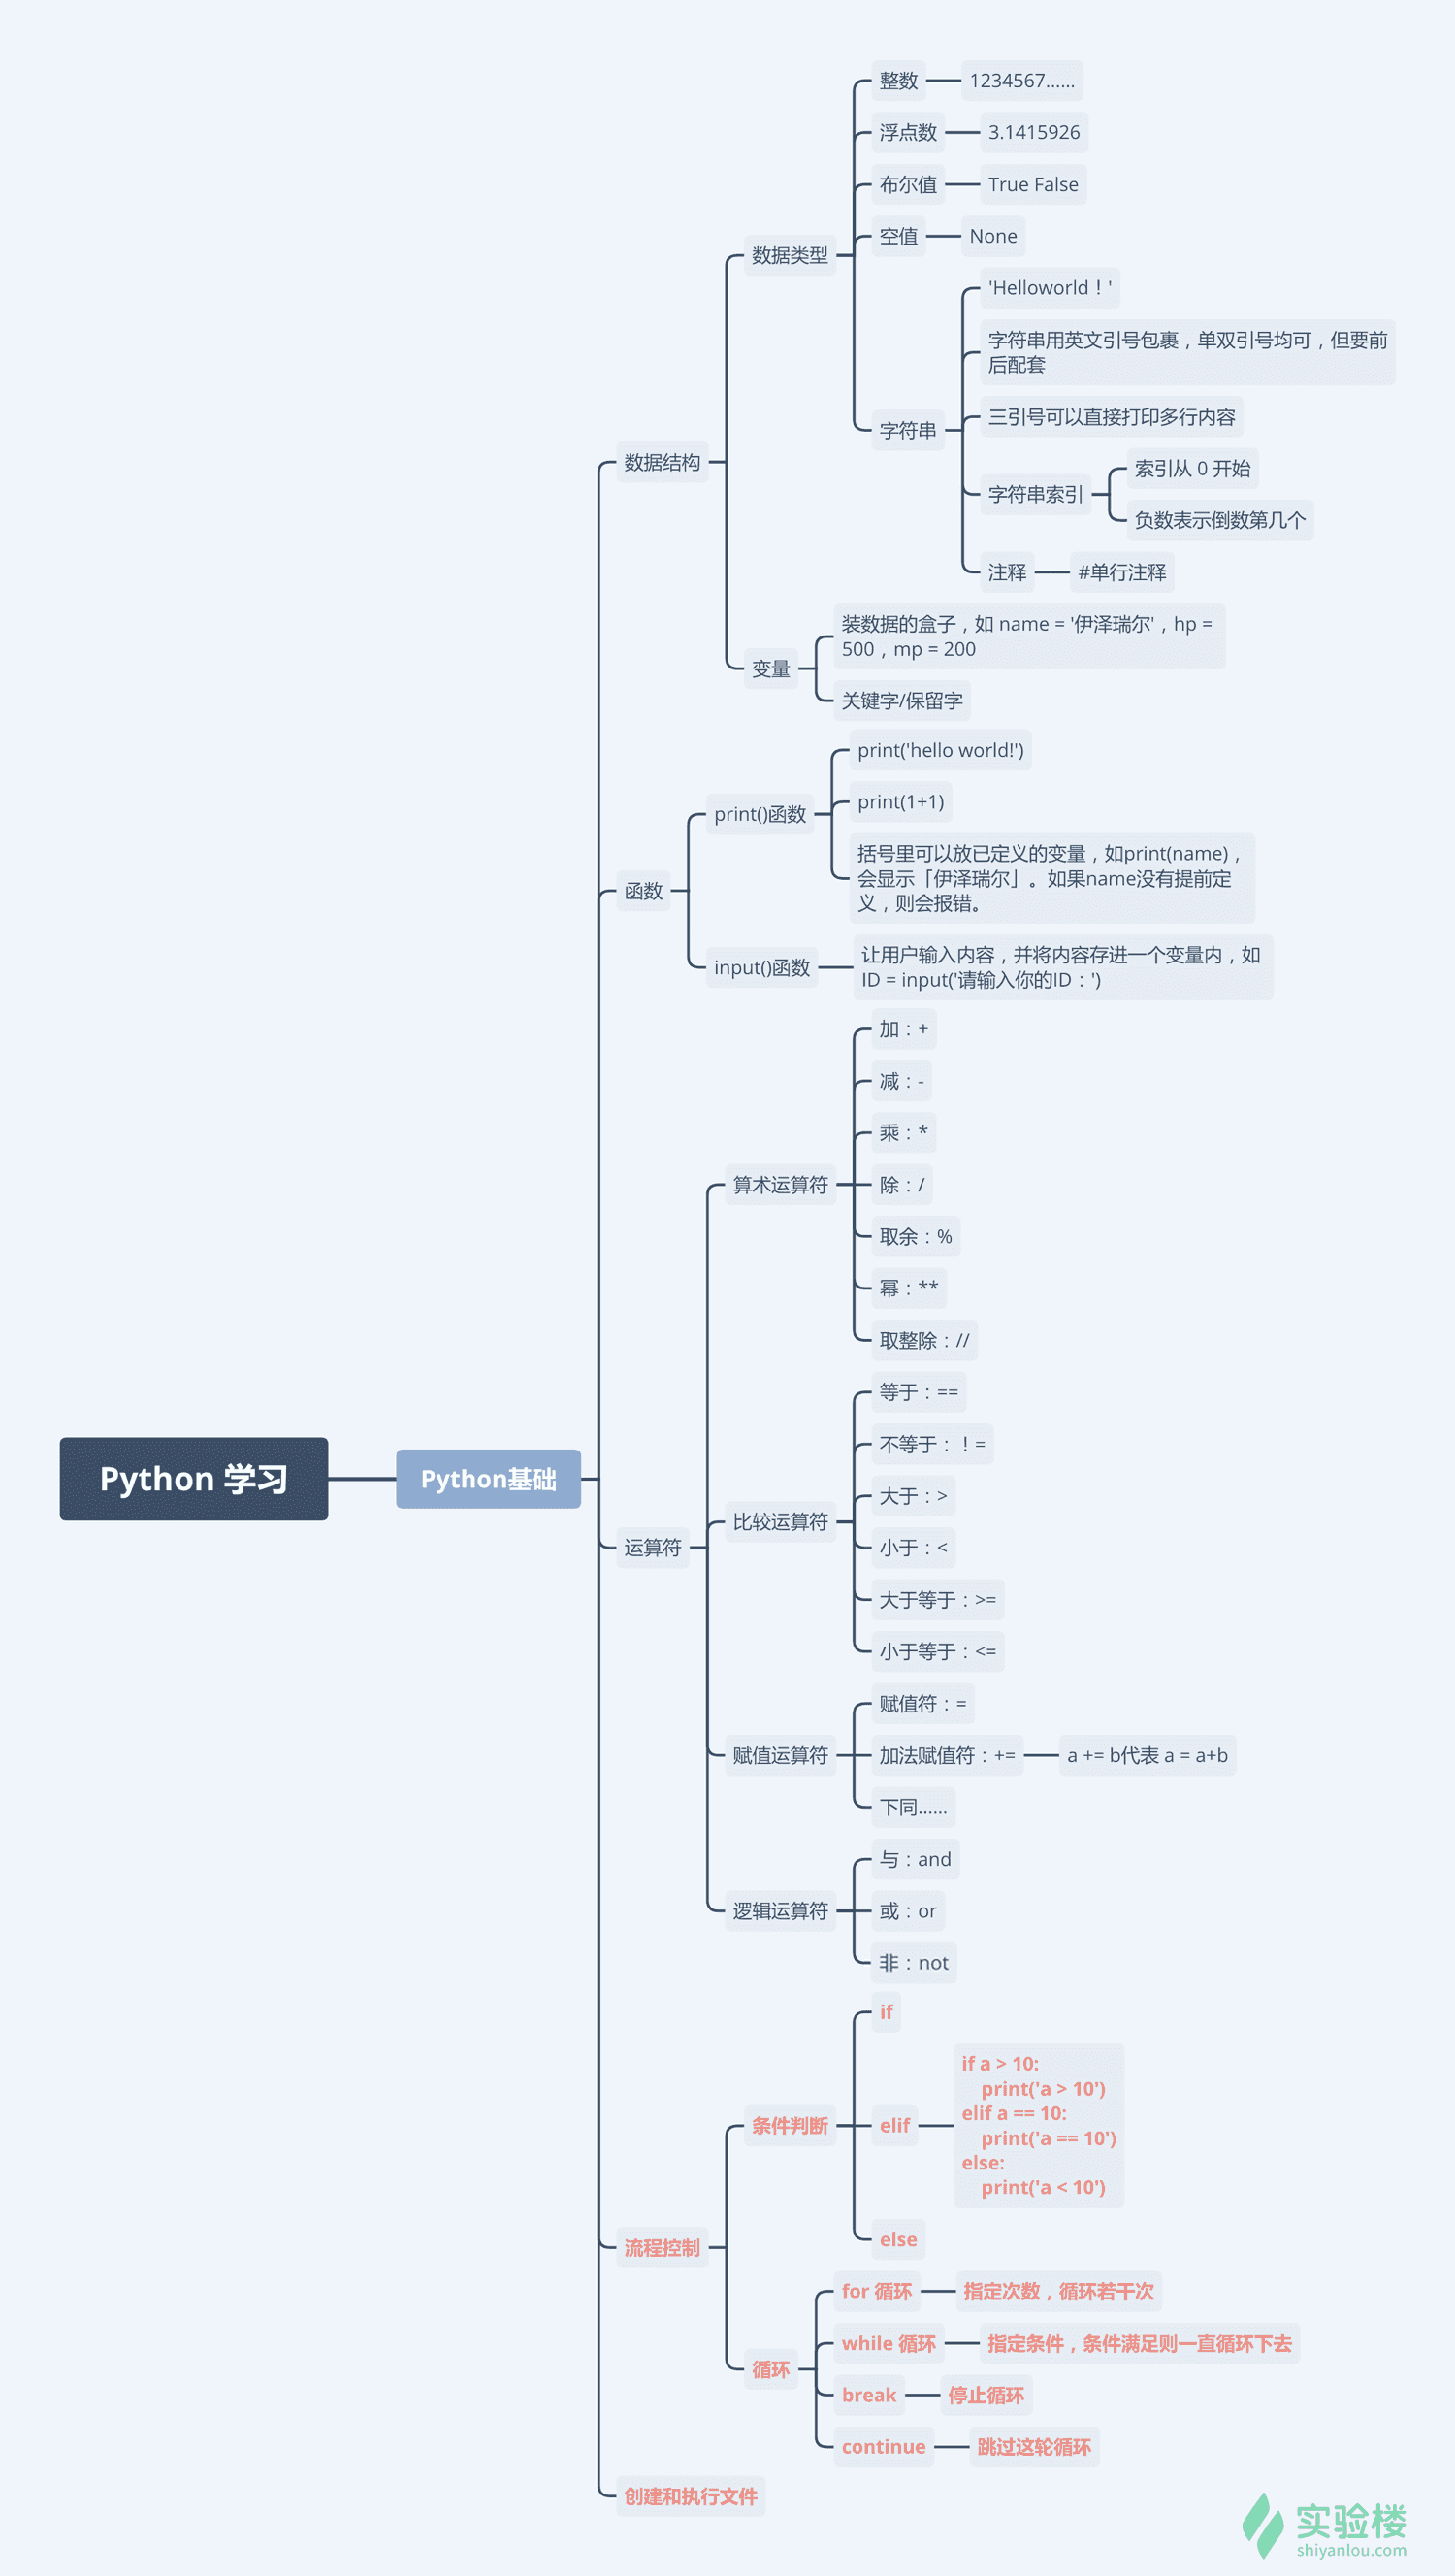 整数
1234567......
浮点数
3.1415926
布尔值
True False
空值
None
数据类型
'Helloworld！'
字符串用英文引号包裹，单双引号均可，但要前
后配套
三引号可以直接打印多行内容
字符串
索引从 0 开始
字符串索引
负数表示倒数第几个
注释
#单行注释
数据结构
装数据的盒子，如 name = '伊泽瑞尔'，hp =
500，mp = 200
变量
关键字/保留字
print('hello world!')
print()函数
print(1+1)
括号里可以放已定义的变量，如print(name)，
会显示「伊泽瑞尔」。如果name没有提前定
义，则会报错。
函数
input()函数
让用户输入内容，并将内容存进一个变量内，如
ID = input('请输入你的ID：')
加：+
减：-
乘：*
算术运算符
除：/
取余：%
幂：**
取整除：//
等于：==
不等于：！=
大于：>
比较运算符
小于：<
大于等于：>=
小于等于：<=
Python 学习
Python基础
运算符
赋值符：=
赋值运算符
加法赋值符：+=
a += b代表 a = a+b
下同......
与：and
逻辑运算符
或：or
非：not
if
条件判断
elif
if a > 10:
    print('a > 10')
elif a == 10:
    print('a == 10')
else:
    print('a < 10')
else
流程控制
for 循环
指定次数，循环若干次
while 循环
指定条件，条件满足则一直循环下去
循环
break
停止循环
continue
跳过这轮循环
创建和执行文件
实验楼
shiyanlou.com